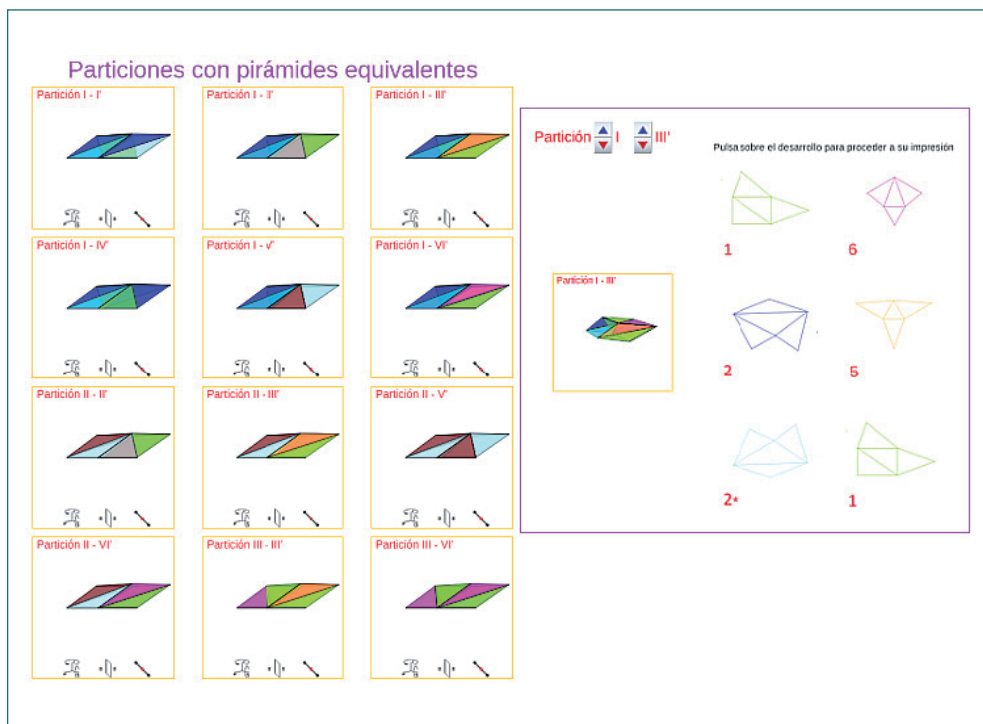 Particiones con pirámides equivalentes
Partición I - I'
Partición I - II'
Partición I - III'
Partición I - IV'
Partición I - V'
Partición I - VI'
Partición II - II'
Partición II - III'
Partición II - V'
Partición II - VI'
Partición III - III'
Partición III - VI'
Partición I III'
Pulsa sobre el desarrollo para proceder a su impresión
1 6
Partición I - III'
2 5
2* 1